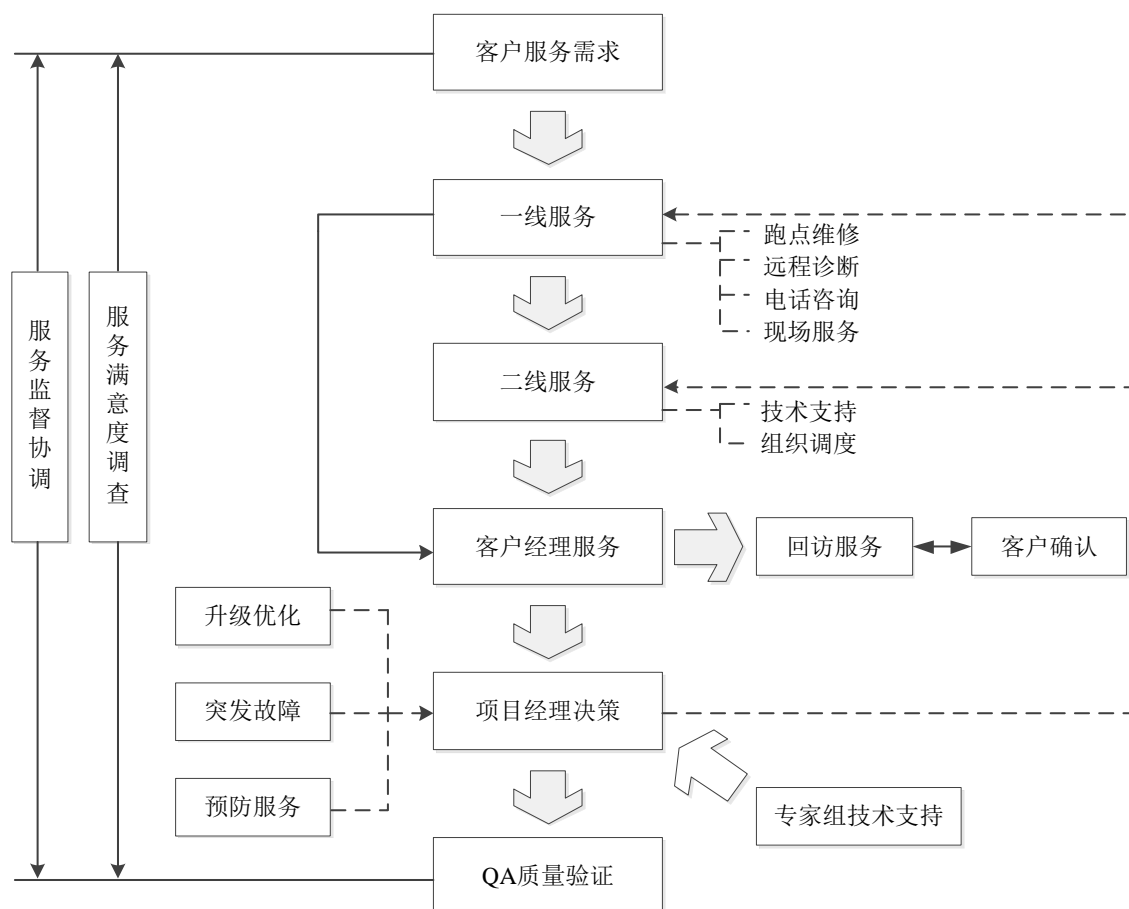 客户服务需求
一线服务
跑点维修
远程诊断
电话咨询
现场服务
服务监督协调
服务满意度调查
二线服务
技术支持
组织调度
客户经理服务
回访服务
客户确认
升级优化
突发故障
项目经理决策
预防服务
专家组技术支持
QA质量验证